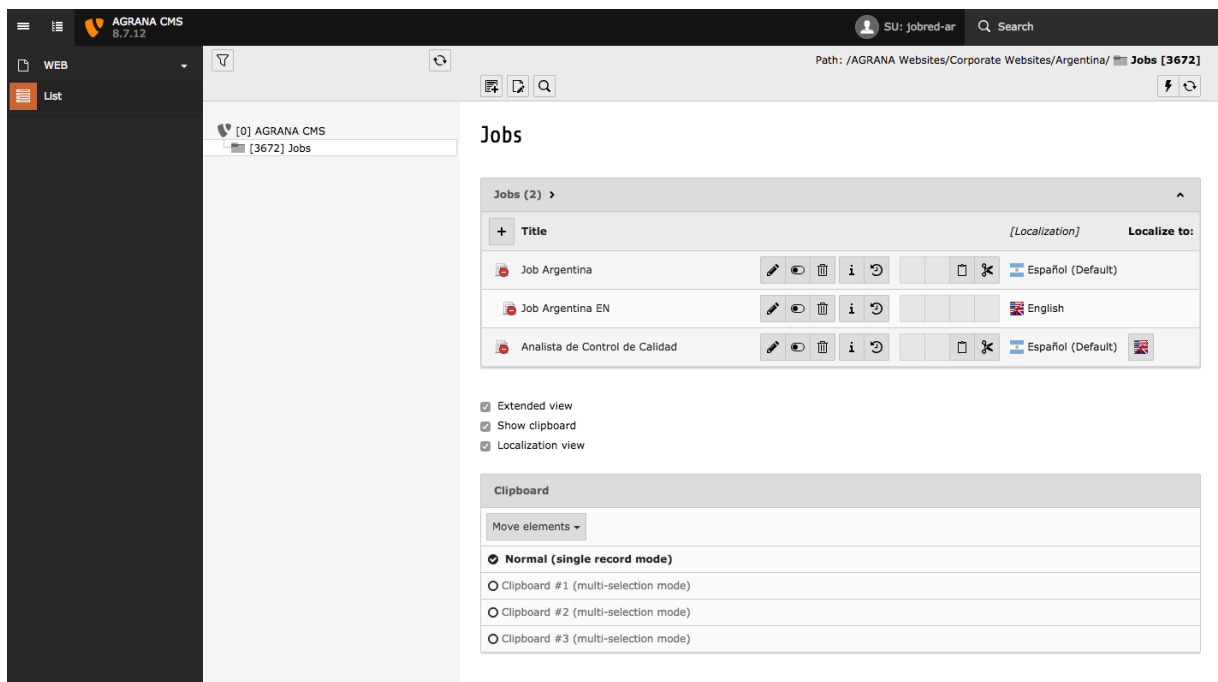 AGRANA CMS
8.7.12
SU: jobred-ar
Search
WEB
List
Path: /AGRANA Websites/Corporate Websites/Argentina/ Jobs [3672]
[0] AGRANA CMS
[3672] Jobs
Jobs
Jobs (2)
Title [Localization] Localize to:
Job Argentina Español (Default)
Job Argentina EN English
Analista de Control de Calidad Español (Default)
Extended view
Show clipboard
Localization view
Clipboard
Move elements
Normal (single record mode)
Clipboard #1 (multi-selection mode)
Clipboard #2 (multi-selection mode)
Clipboard #3 (multi-selection mode)